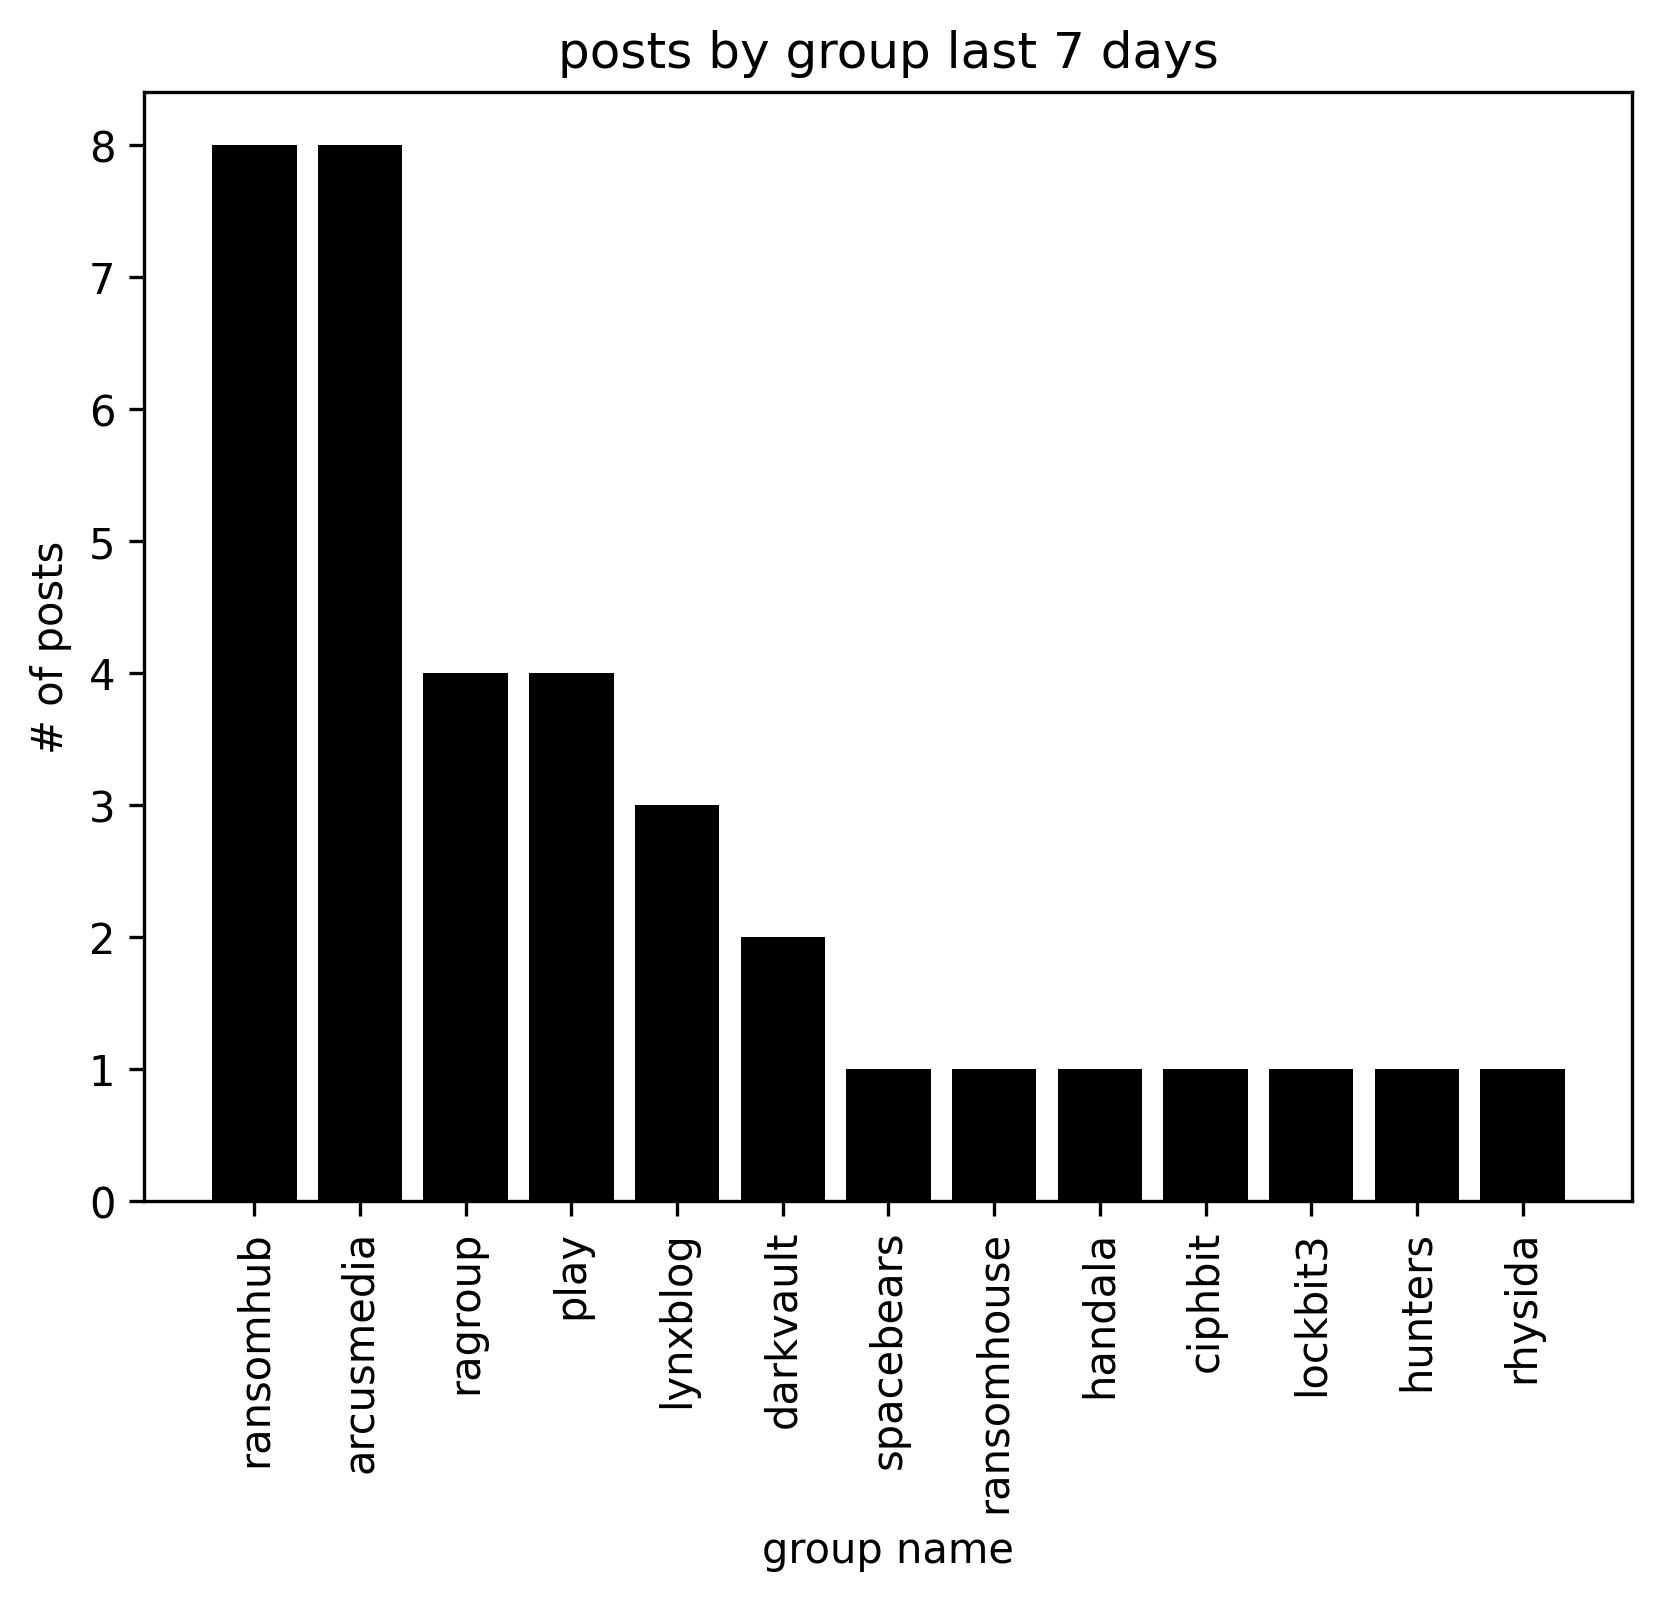 posts by group last 7 days
# of posts
8
7
6
5
4
3
2
1
0
ransomhub
arcusmedia
ragroup
play
lynxblog
darkvault
spacebears
ransomhouse
handala
ciphbit
lockbit3
hunters
rhysida
group name